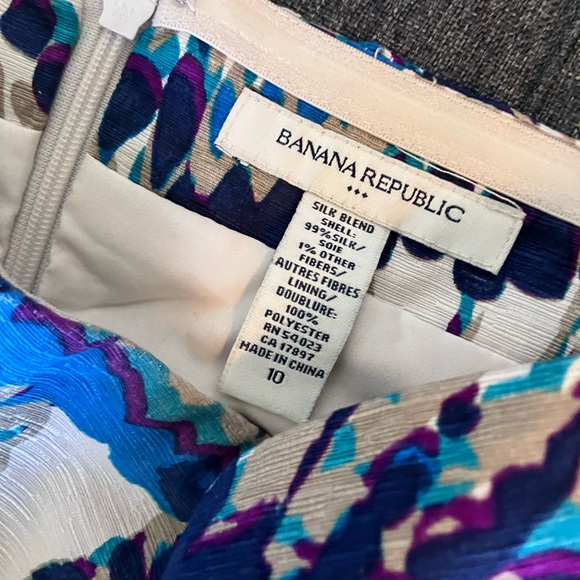 BANANA REPUBLIC
SILK BLEND
SHELL:
99% SILK/
SOIE
1% OTHER
FIBERS/
AUTRES FIBRES
LINING/
DOUBLURE:
100%
POLYESTER
RN 54023
CA 17897
MADE IN CHINA
10